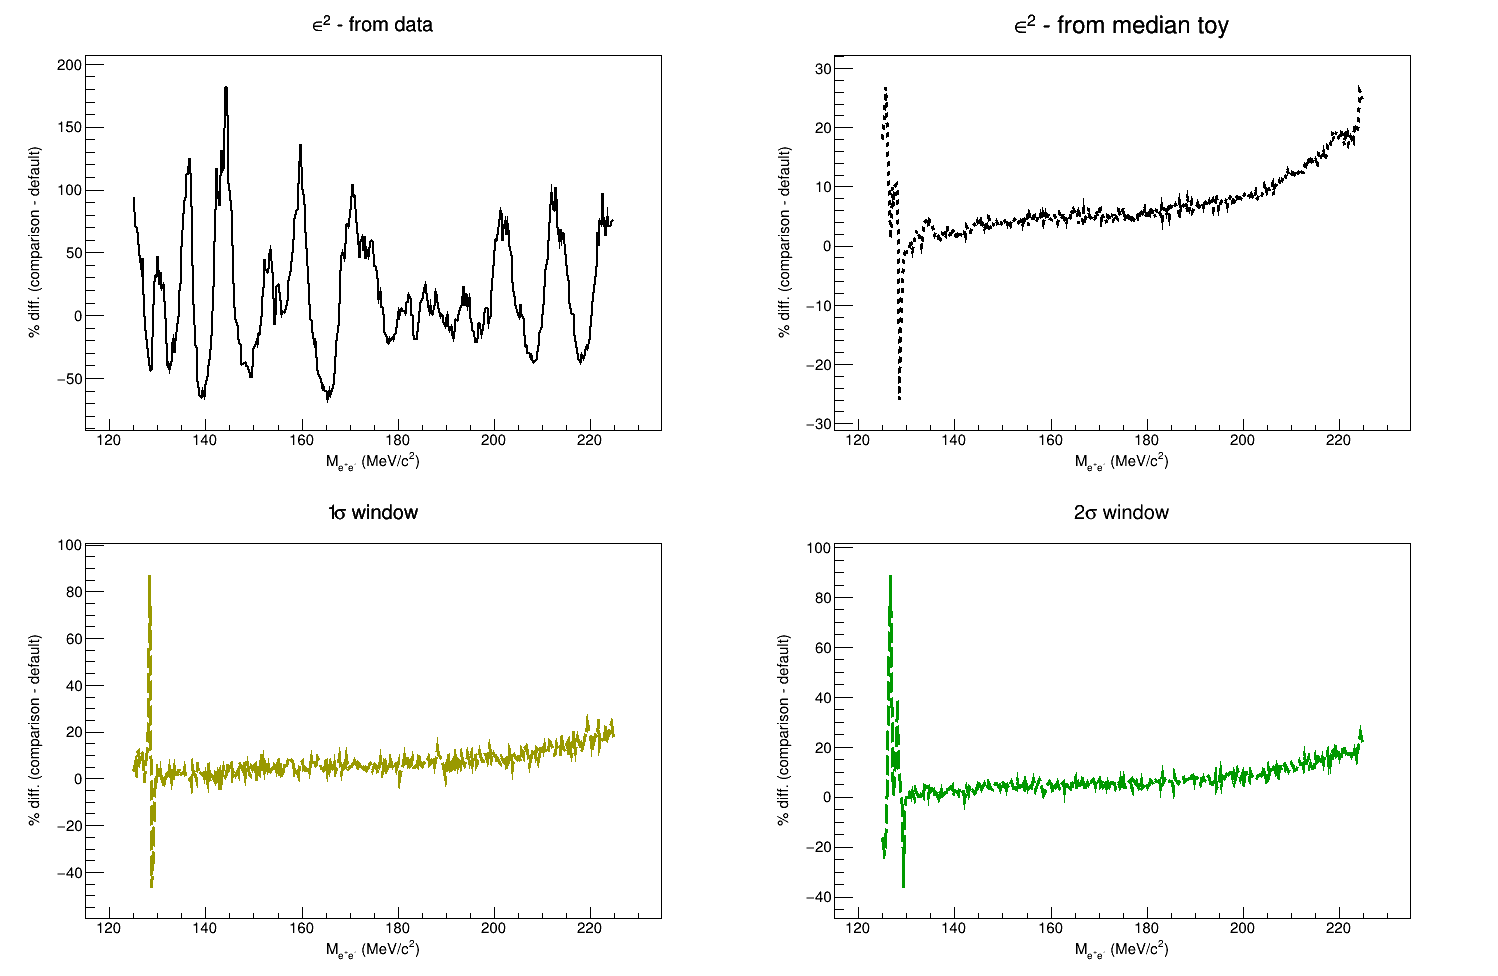 ϵ² - from data
% diff. (comparison - default)
200
150
100
50
0
−50
120 140 160 180 200 220
M_e⁺e⁻ (MeV/c²)
ϵ² - from median toy
% diff. (comparison - default)
30
20
10
0
−10
−20
−30
120 140 160 180 200 220
M_e⁺e⁻ (MeV/c²)
1σ window
% diff. (comparison - default)
100
80
60
40
20
0
−20
−40
120 140 160 180 200 220
M_e⁺e⁻ (MeV/c²)
2σ window
% diff. (comparison - default)
100
80
60
40
20
0
−20
−40
120 140 160 180 200 220
M_e⁺e⁻ (MeV/c²)